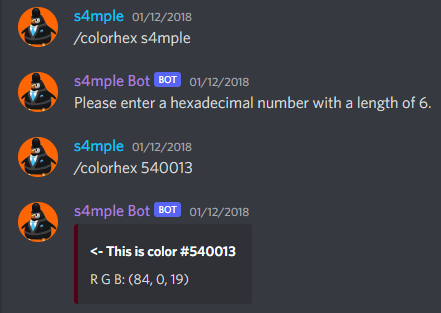 s4mple 01/12/2018
/colorhex s4mple
s4mple Bot BOT 01/12/2018
Please enter a hexadecimal number with a length of 6.
s4mple 01/12/2018
/colorhex 540013
s4mple Bot BOT 01/12/2018
<- This is color #540013
R G B: (84, 0, 19)